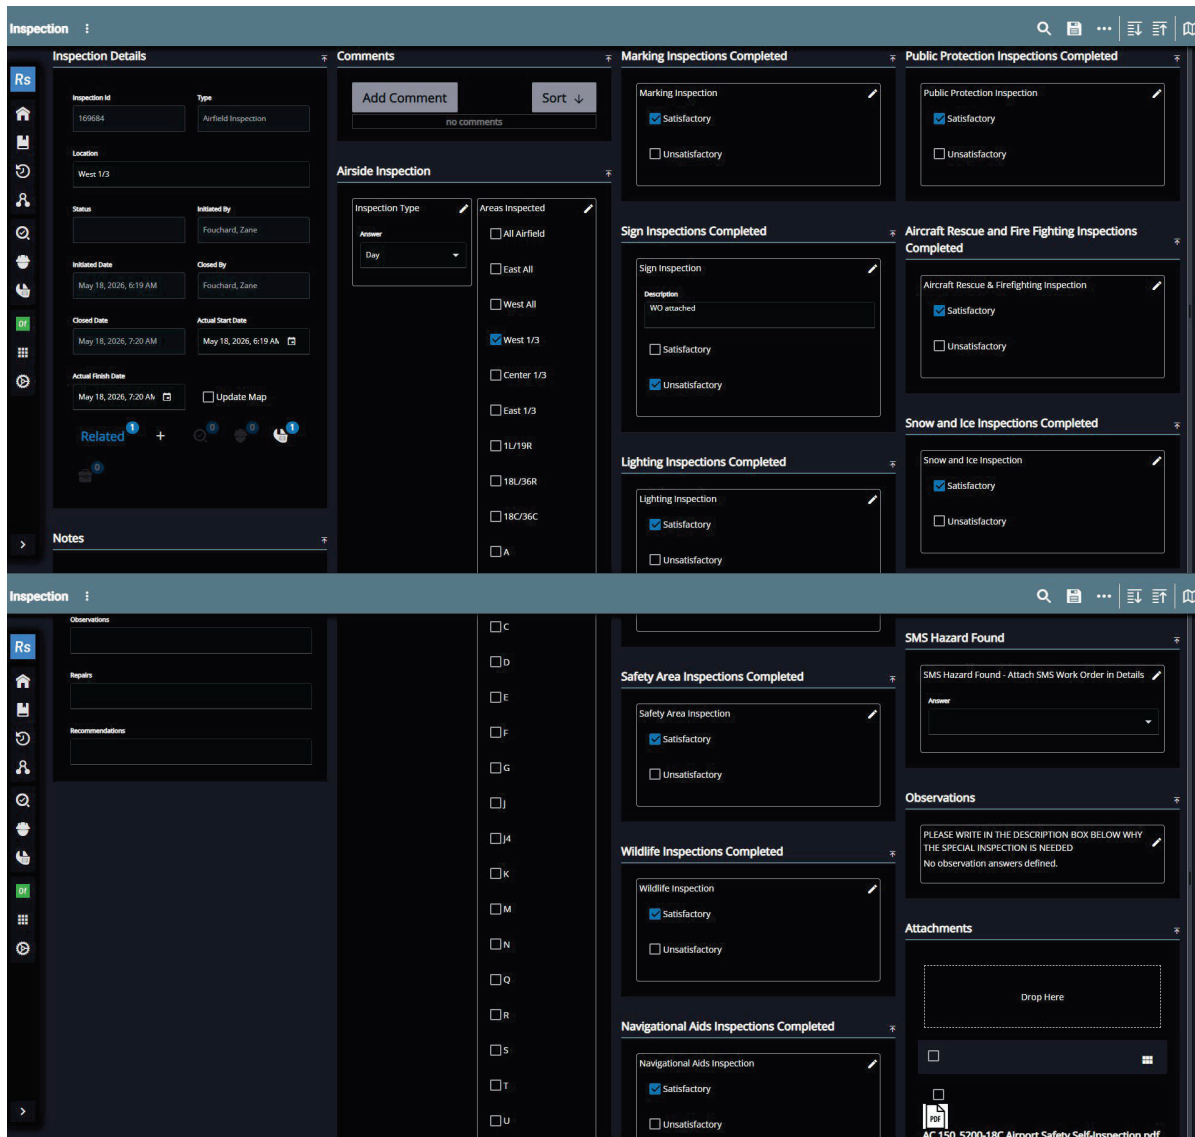 Inspection
Rs
Of
Inspection Details
Inspection Id
169684
Type
Airfield Inspection
Location
West 1/3
Status
Initiated By
Fouchard, Zane
Initiated Date
May 18, 2026, 6:19 AM
Closed By
Fouchard, Zane
Closed Date
May 18, 2026, 7:20 AM
Actual Start Date
May 18, 2026, 6:19 AM
Actual Finish Date
May 18, 2026, 7:20 AM
Update Map
Related 1
+
0
0
1
0
Notes
Comments
Add Comment
Sort ↓
no comments
Airside Inspection
Inspection Type
Answer
Day
Areas Inspected
All Airfield
East All
West All
West 1/3
Center 1/3
East 1/3
1L/19R
18L/36R
18C/36C
A
Marking Inspections Completed
Marking Inspection
Satisfactory
Unsatisfactory
Sign Inspections Completed
Sign Inspection
Description
WO attached
Satisfactory
Unsatisfactory
Lighting Inspections Completed
Lighting Inspection
Satisfactory
Unsatisfactory
Public Protection Inspections Completed
Public Protection Inspection
Satisfactory
Unsatisfactory
Aircraft Rescue and Fire Fighting Inspections
Completed
Aircraft Rescue & Firefighting Inspection
Satisfactory
Unsatisfactory
Snow and Ice Inspections Completed
Snow and Ice Inspection
Satisfactory
Unsatisfactory
Inspection
Rs
Of
Observations
Repairs
Recommendations
C
D
E
F
G
J
J4
K
M
N
Q
R
S
T
U
Safety Area Inspections Completed
Safety Area Inspection
Satisfactory
Unsatisfactory
Wildlife Inspections Completed
Wildlife Inspection
Satisfactory
Unsatisfactory
Navigational Aids Inspections Completed
Navigational Aids Inspection
Satisfactory
Unsatisfactory
SMS Hazard Found
SMS Hazard Found - Attach SMS Work Order in Details
Answer
Observations
PLEASE WRITE IN THE DESCRIPTION BOX BELOW WHY
THE SPECIAL INSPECTION IS NEEDED
No observation answers defined.
Attachments
Drop Here
PDF
AC 150_5200-18C Airport Safety Self-Inspection.pdf